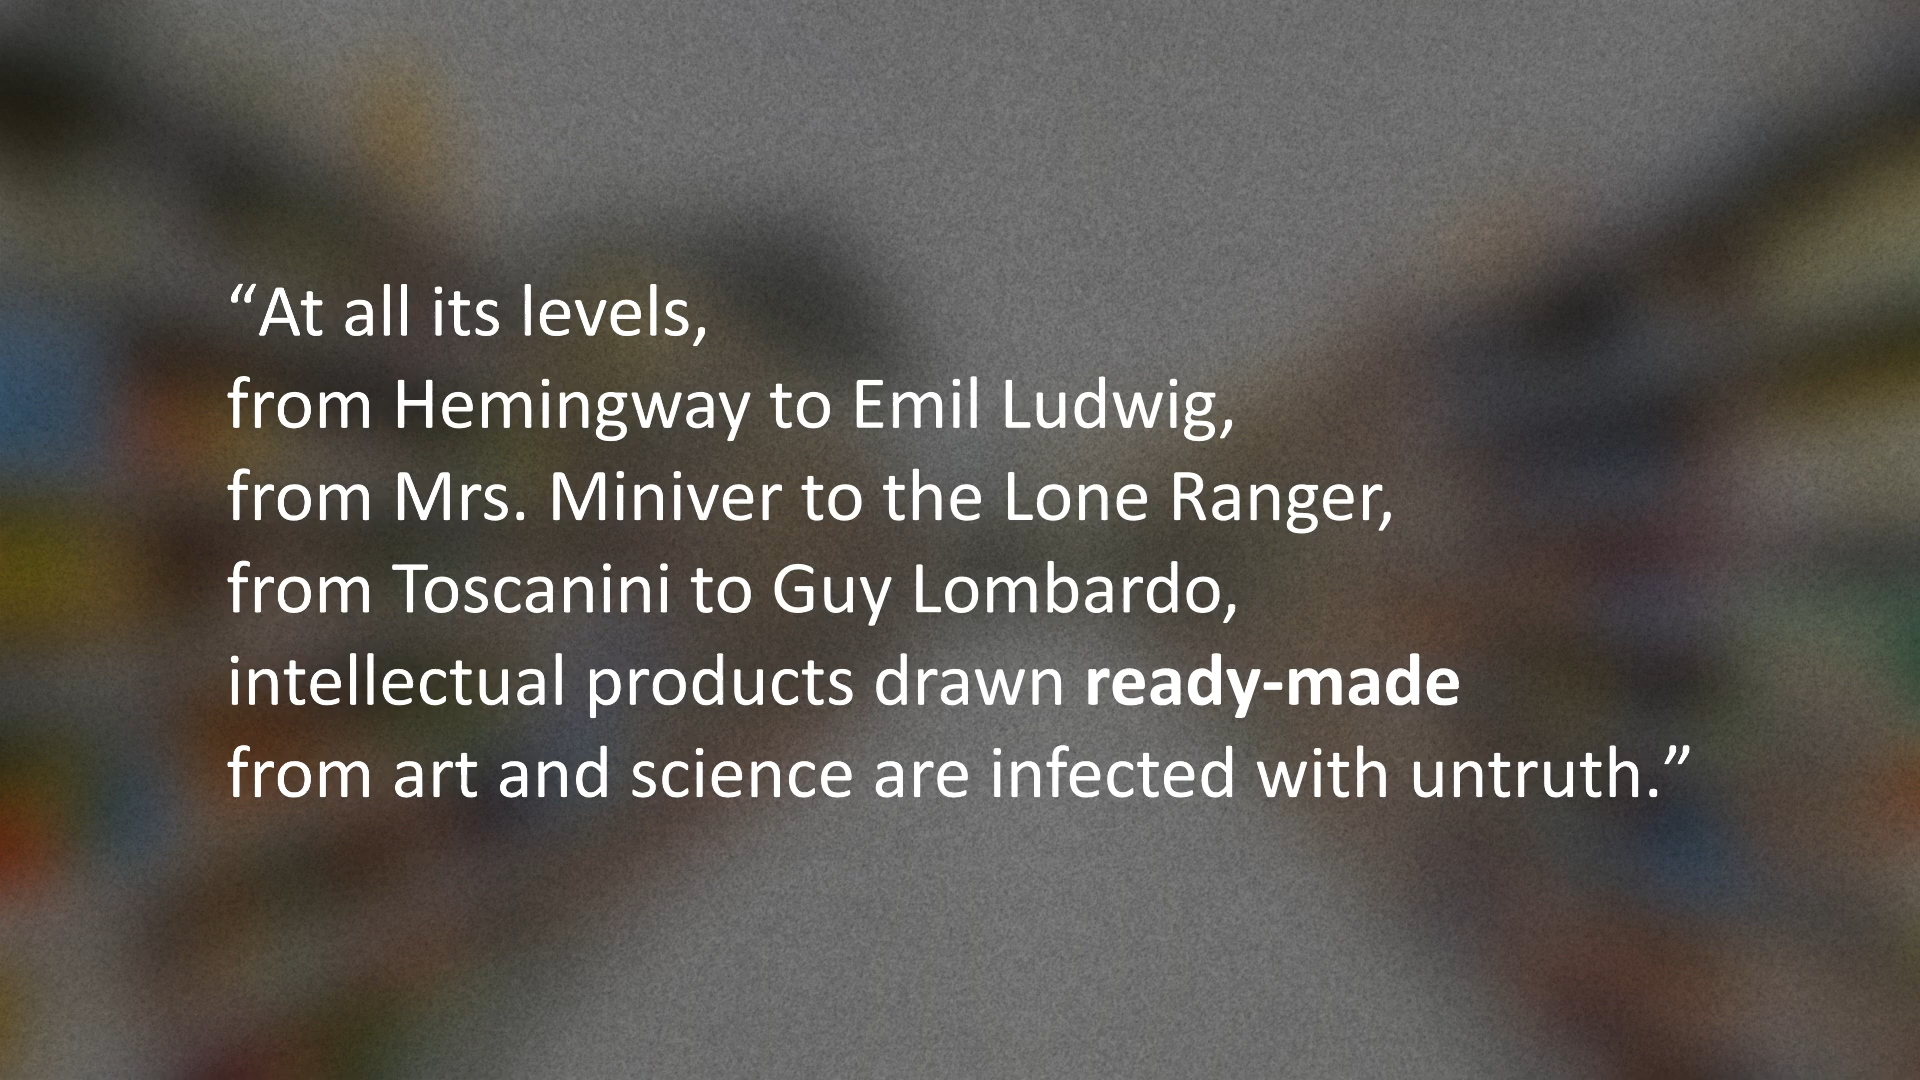 “At all its levels,
from Hemingway to Emil Ludwig,
from Mrs. Miniver to the Lone Ranger,
from Toscanini to Guy Lombardo,
intellectual products drawn ready-made
from art and science are infected with untruth.”